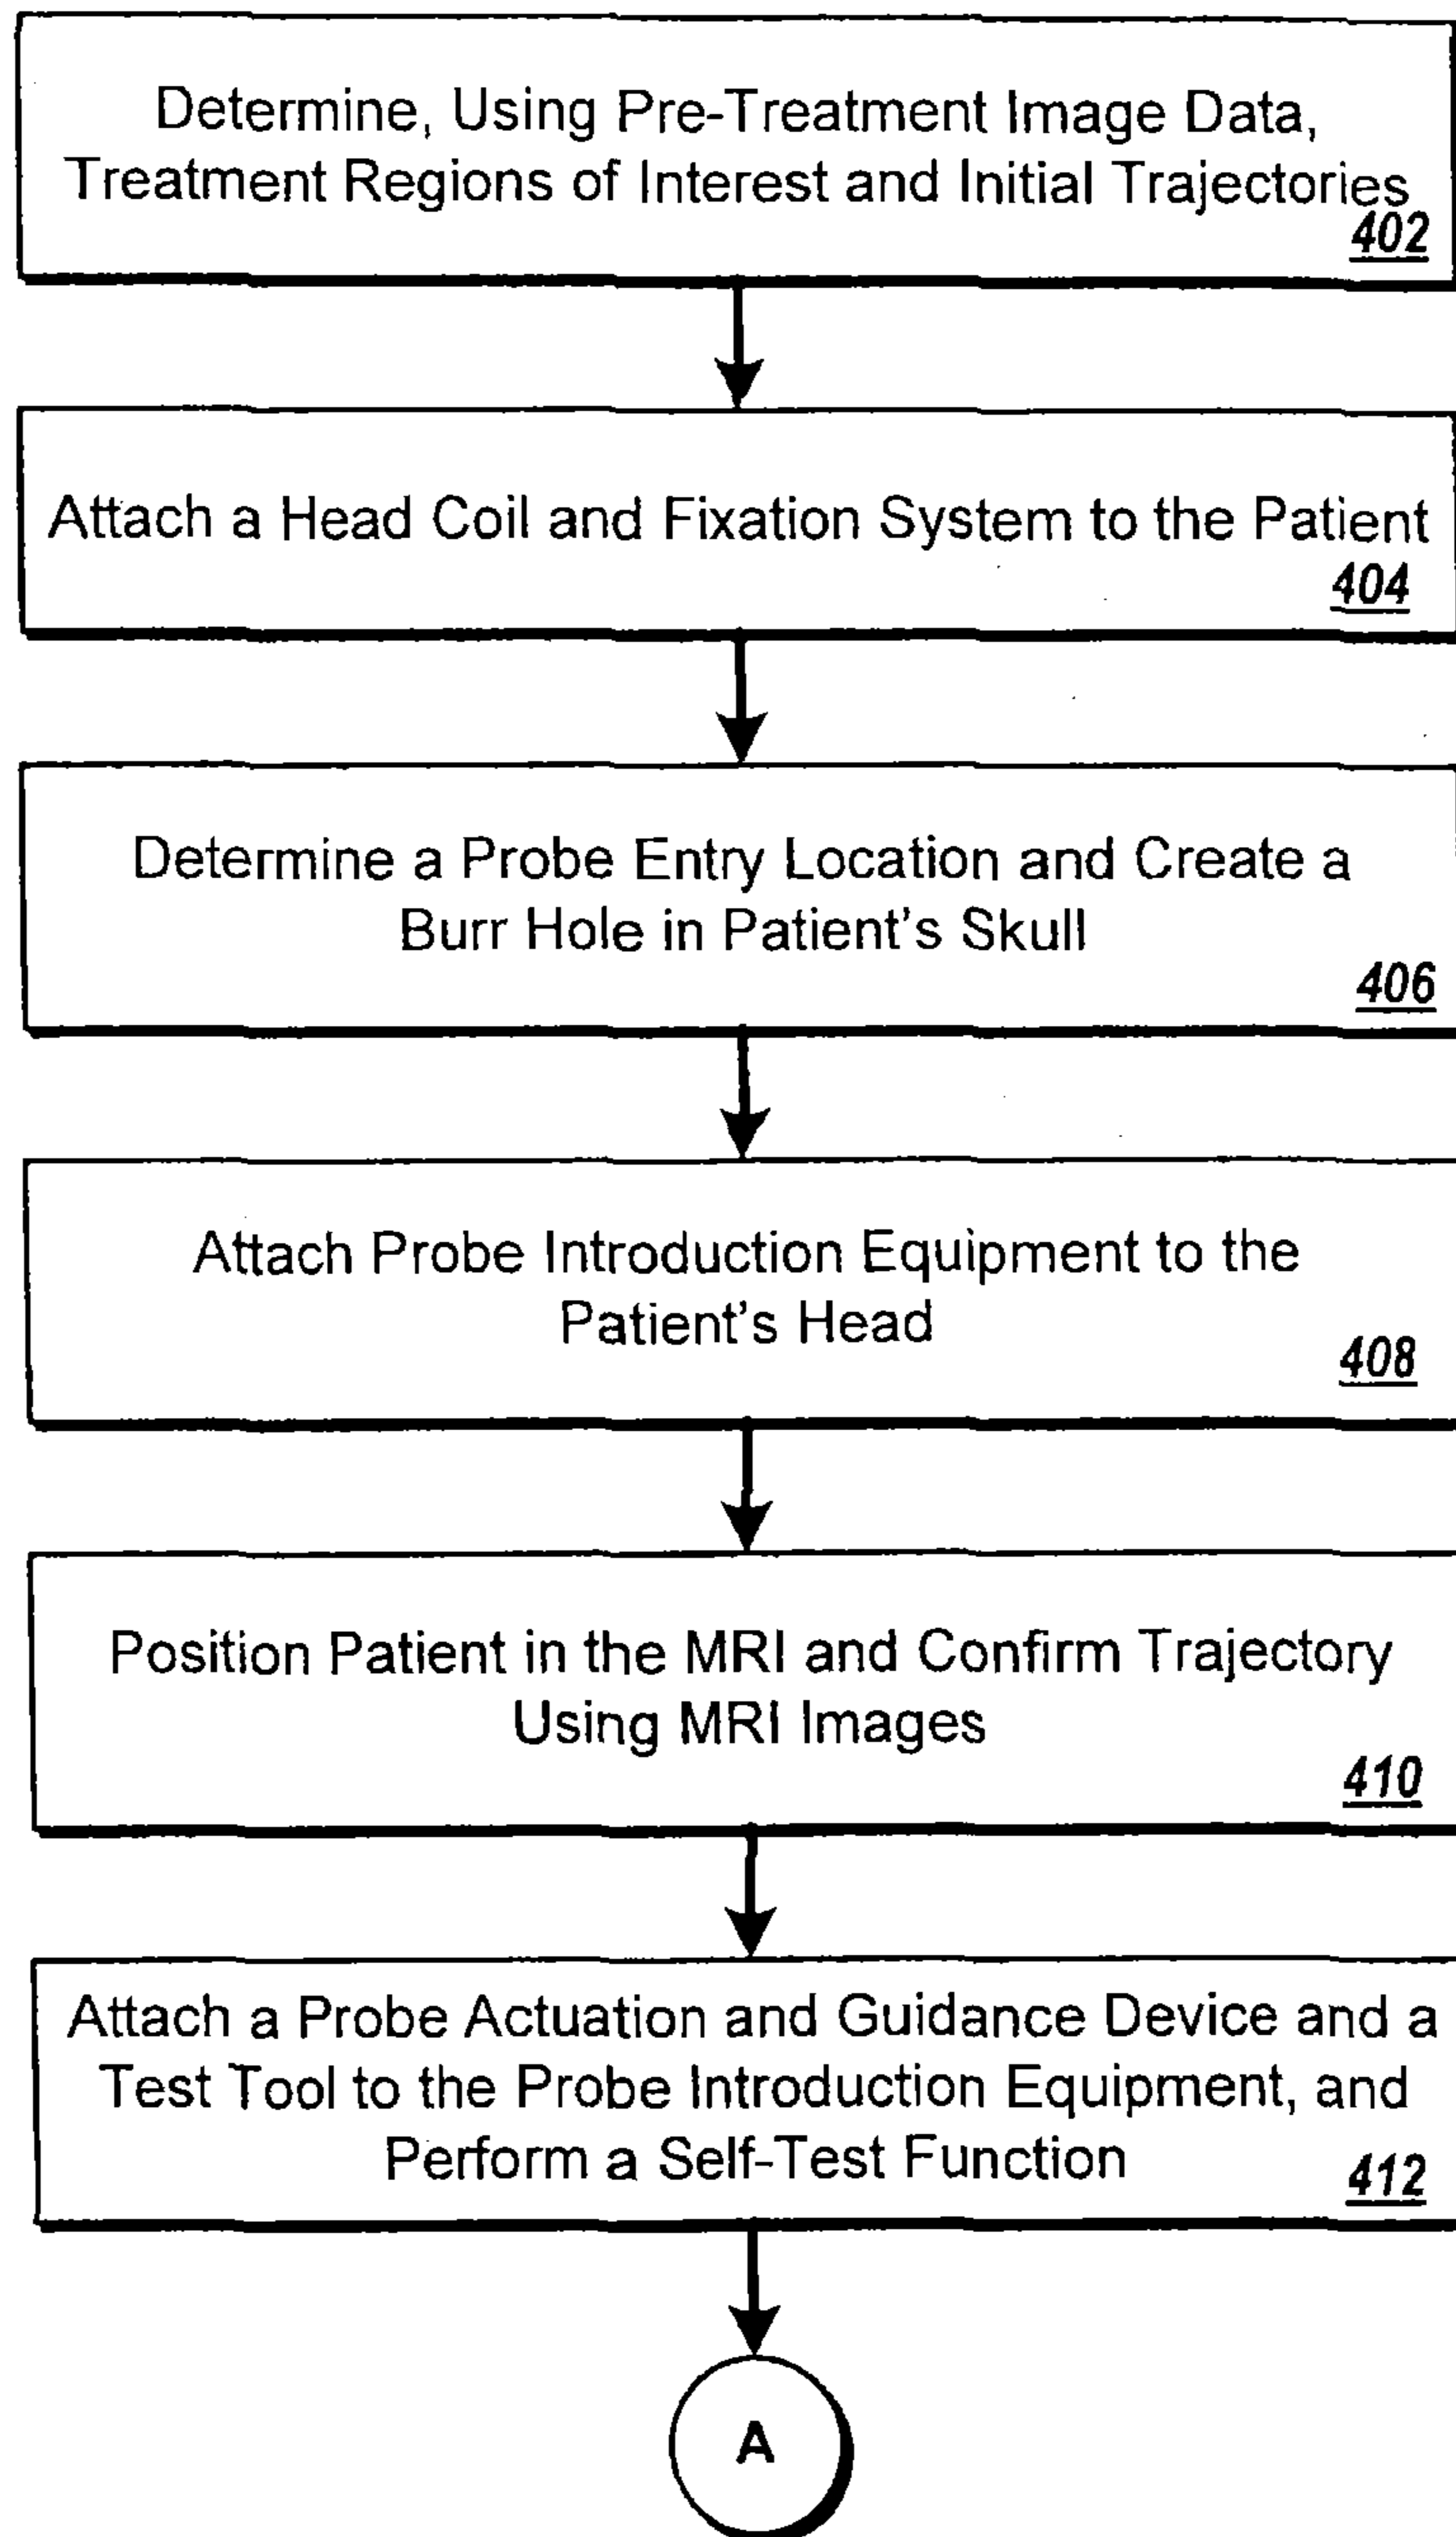 Determine, Using Pre-Treatment Image Data,
Treatment Regions of Interest and Initial Trajectories
402
Attach a Head Coil and Fixation System to the Patient
404
Determine a Probe Entry Location and Create a
Burr Hole in Patient's Skull
406
Attach Probe Introduction Equipment to the
Patient's Head
408
Position Patient in the MRI and Confirm Trajectory
Using MRI Images
410
Attach a Probe Actuation and Guidance Device and a
Test Tool to the Probe Introduction Equipment, and
Perform a Self-Test Function
412
A